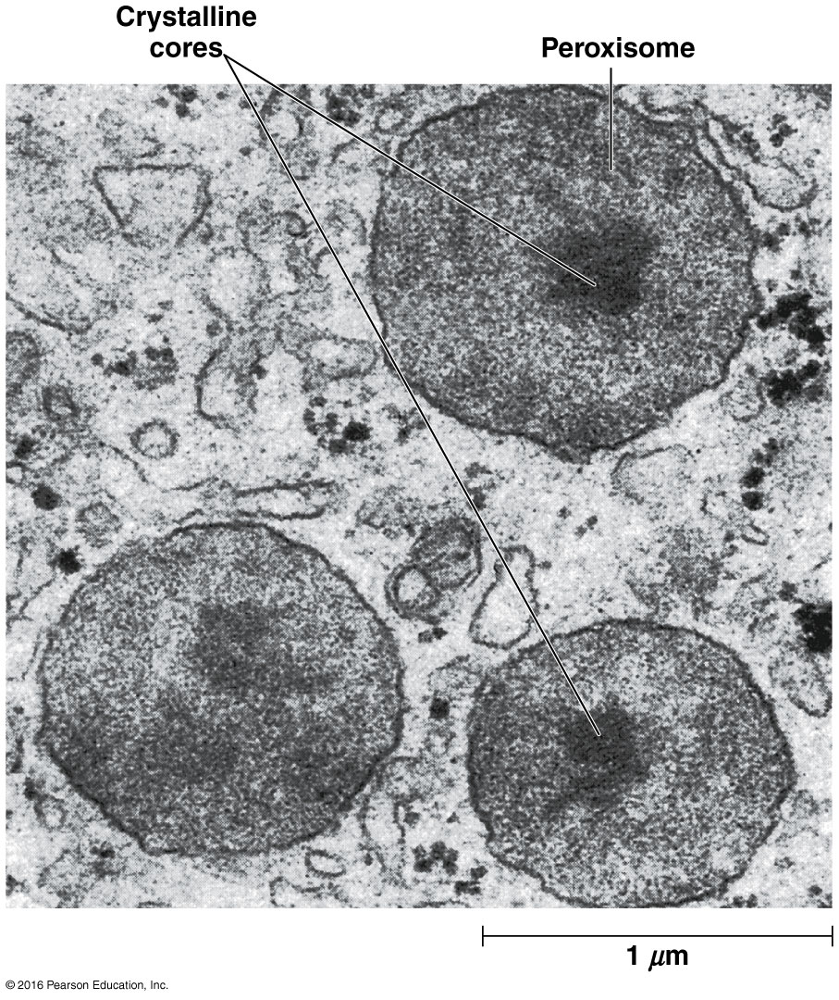 Crystalline
cores
Peroxisome
1 μm
© 2016 Pearson Education, Inc.